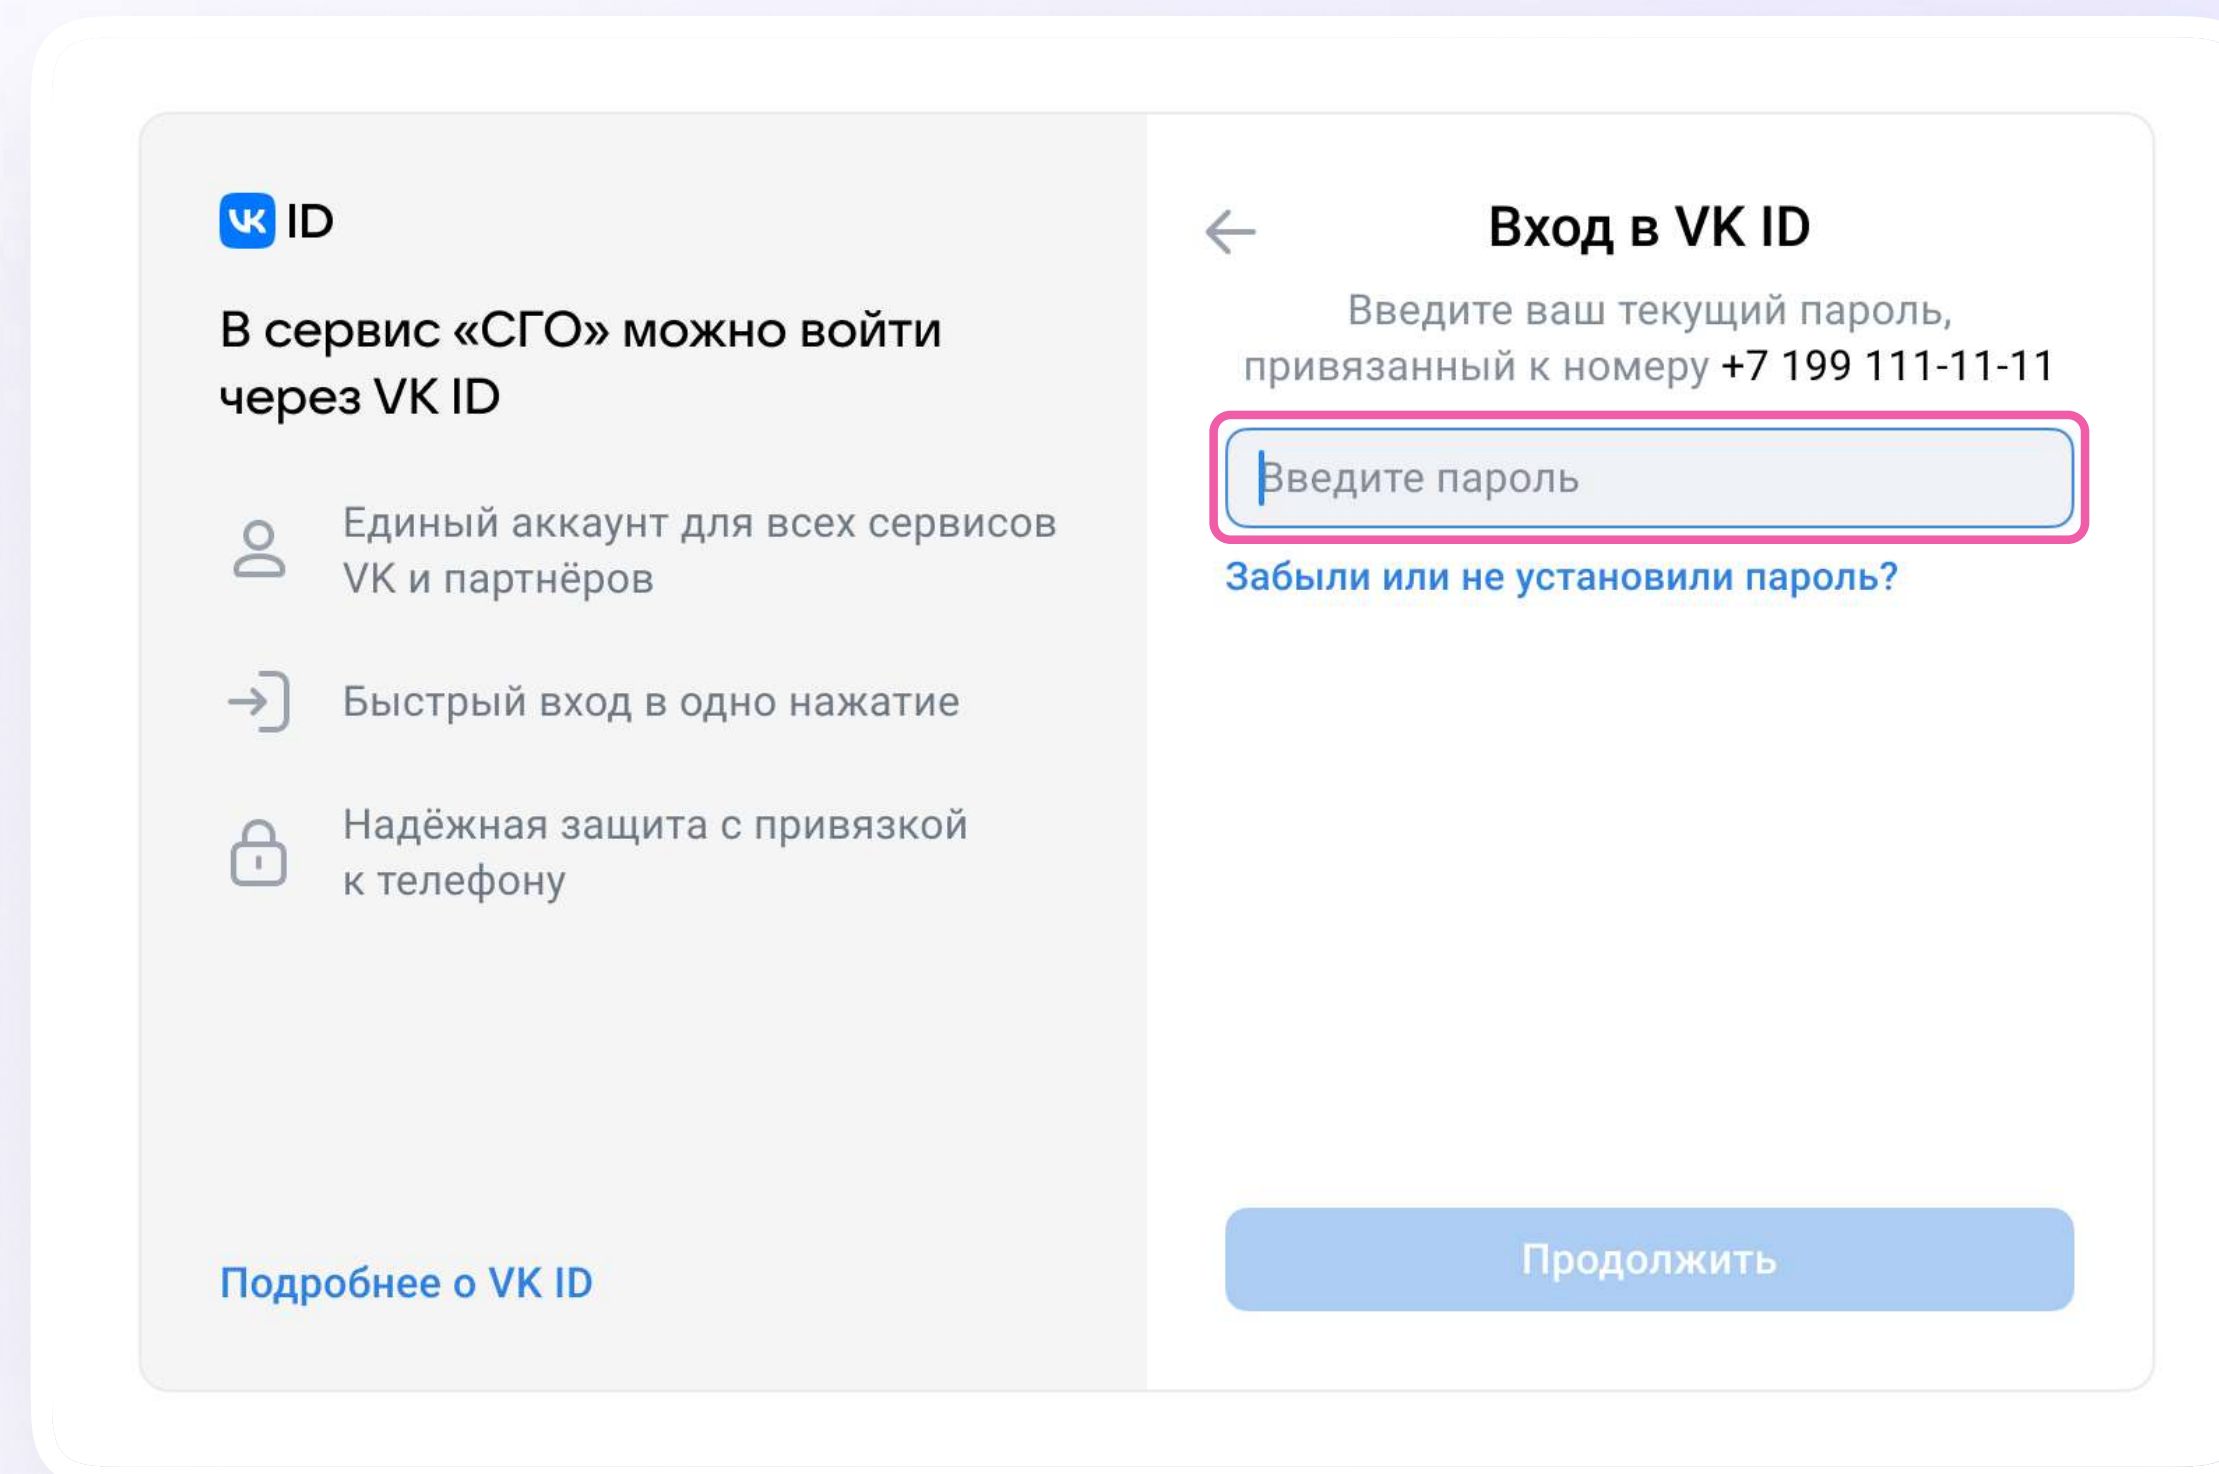 VK ID
В сервис «СГО» можно войти
через VK ID
Единый аккаунт для всех сервисов
VK и партнёров
Быстрый вход в одно нажатие
Надёжная защита с привязкой
к телефону
Подробнее о VK ID
Вход в VK ID
Введите ваш текущий пароль,
привязанный к номеру +7 199 111-11-11
Введите пароль
Забыли или не установили пароль?
Продолжить